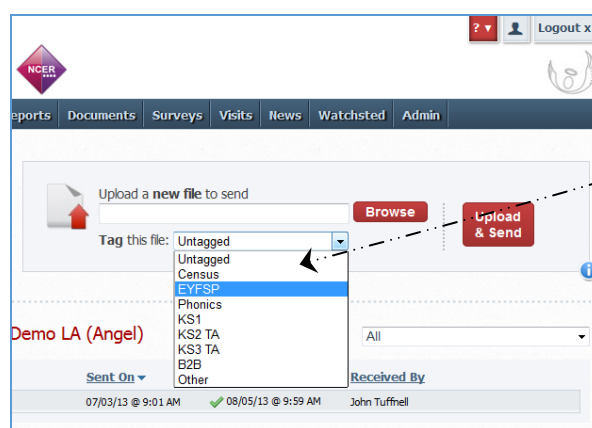 ? ▾ Logout x
NCER
eports Documents Surveys Visits News Watchsted Admin
Upload a new file to send
Browse
Upload
& Send
Tag this file: Untagged
Untagged
Census
EYFSP
Phonics
KS1
KS2 TA
KS3 TA
B2B
Other
Demo LA (Angel)
All
Sent On Received By
07/03/13 @ 9:01 AM 08/05/13 @ 9:59 AM John Tuffnell